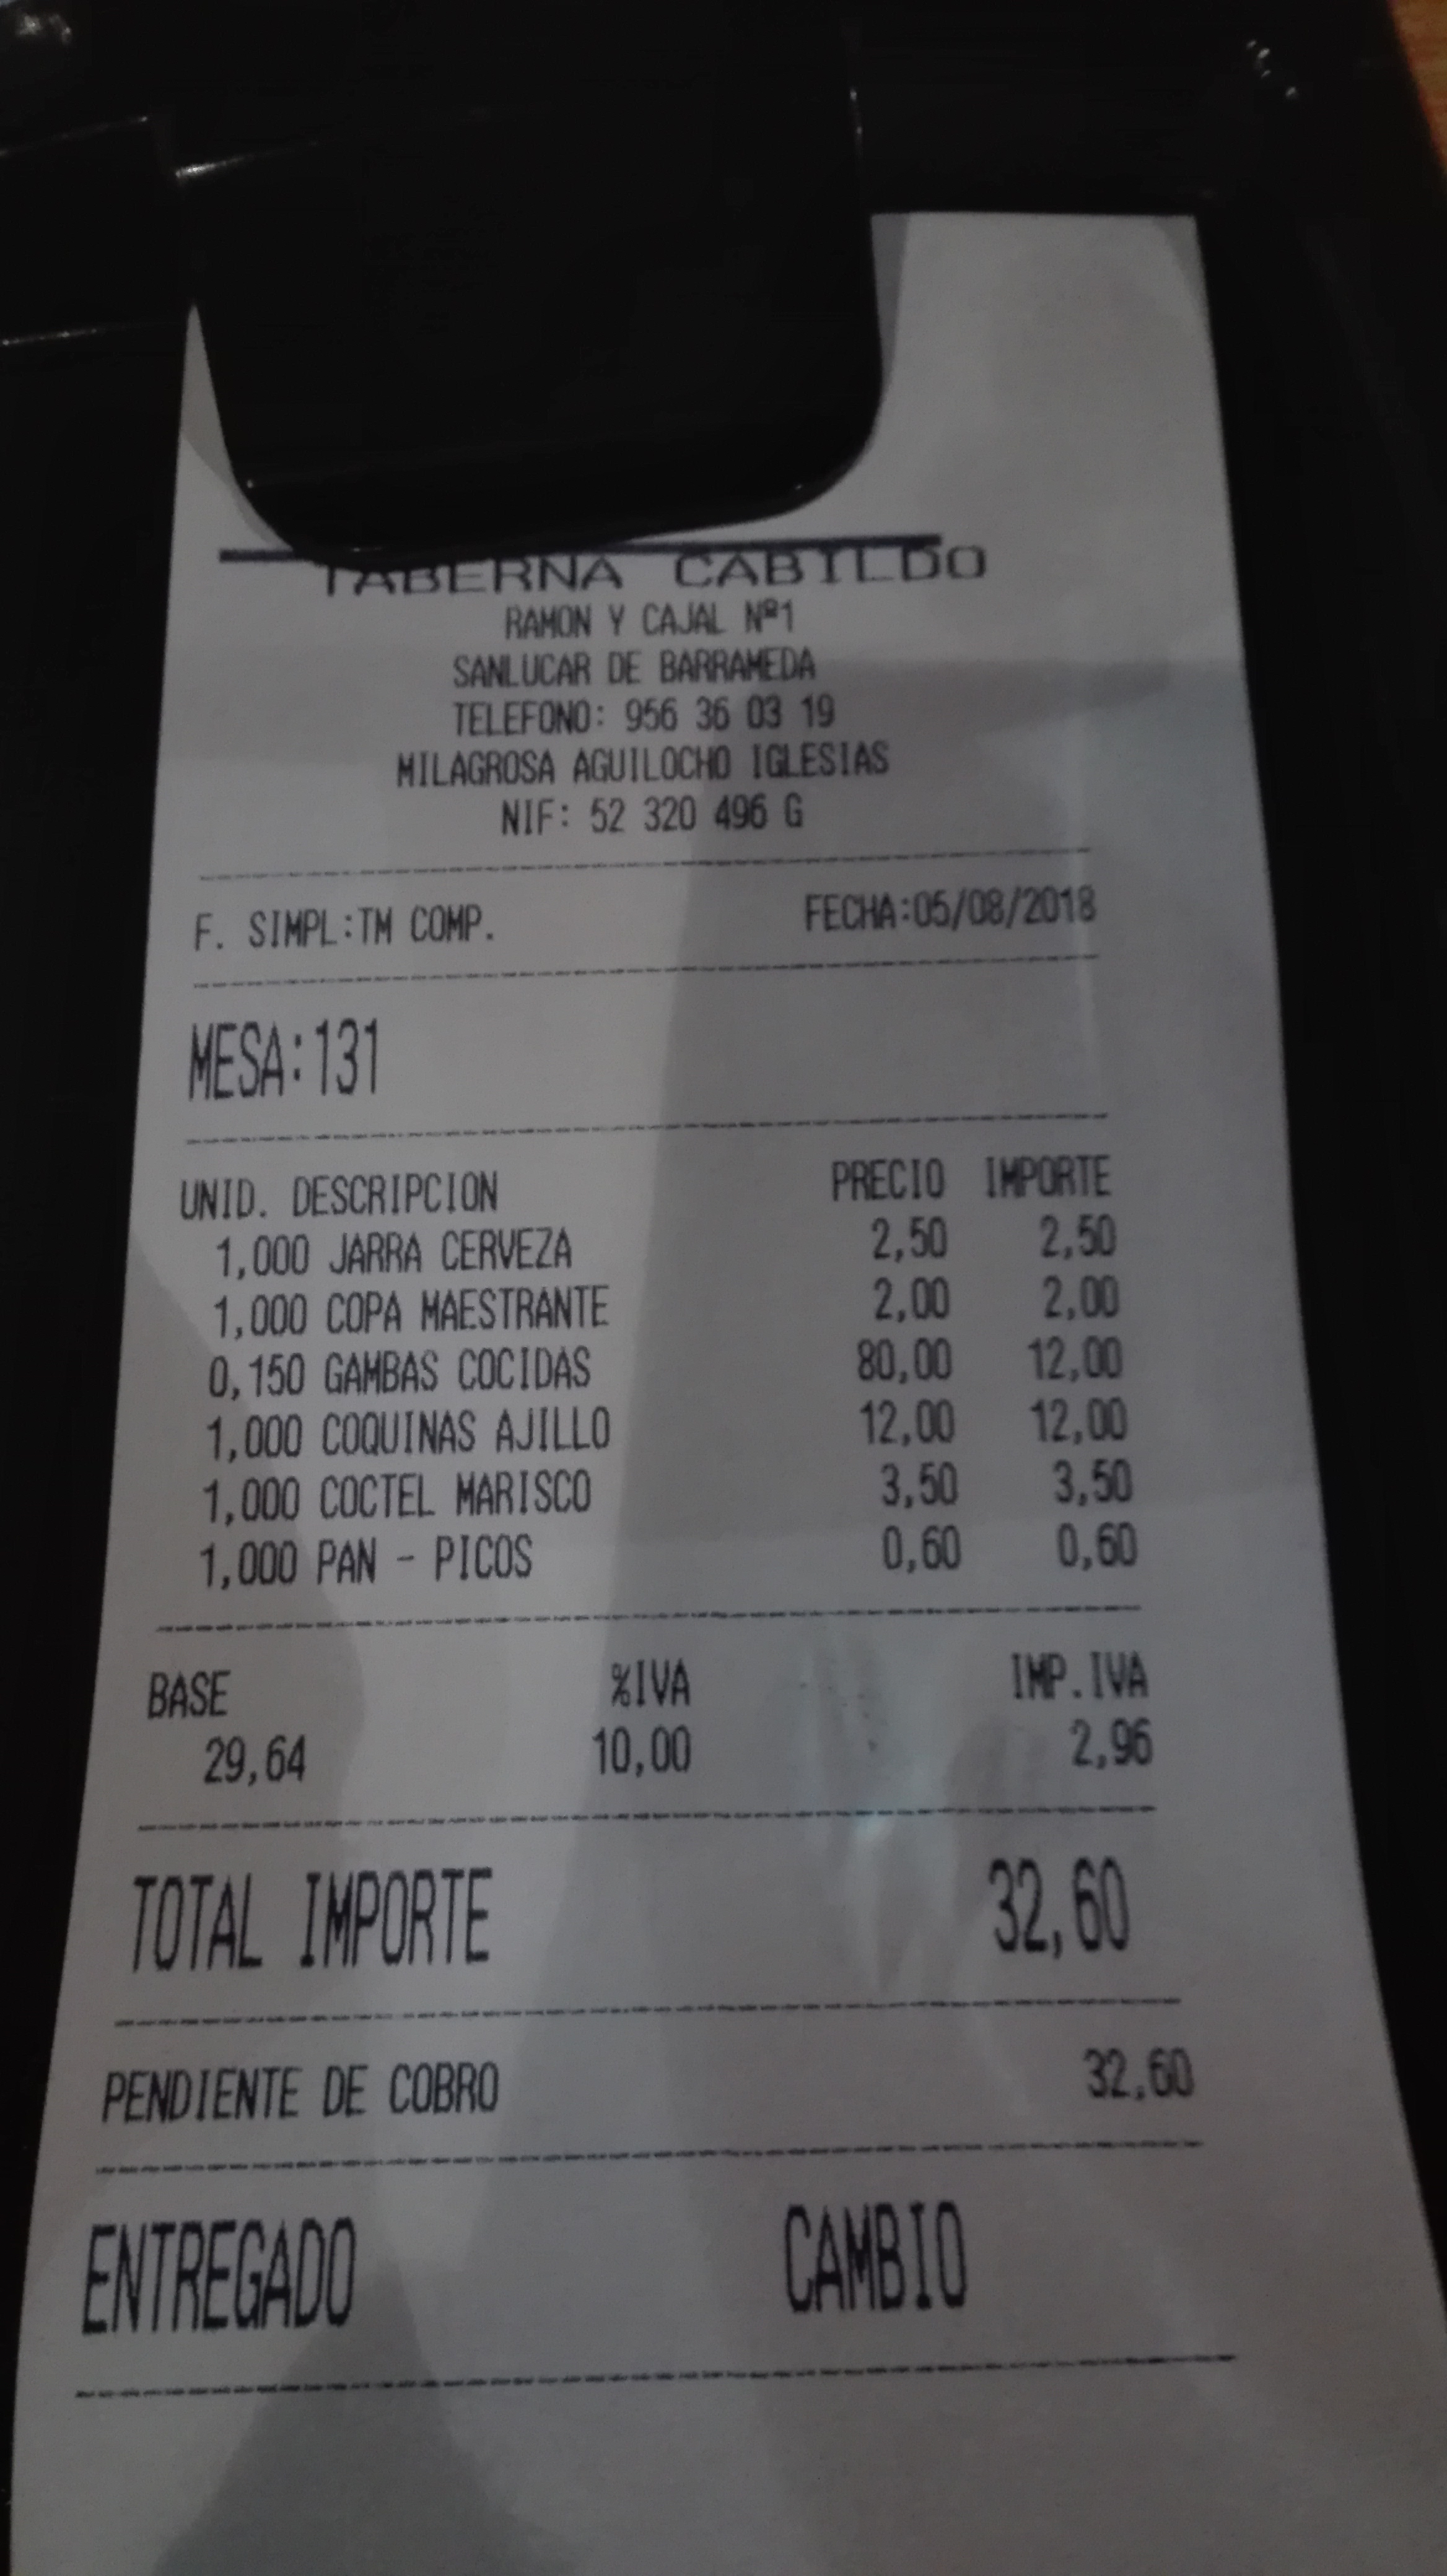 TABERNA CABILDO
RAMON Y CAJAL Nº1
SANLUCAR DE BARRAMEDA
TELEFONO: 956 36 03 19
MILAGROSA AGUILOCHO IGLESIAS
NIF: 52 320 496 G
F. SIMPL:TM COMP. FECHA:05/08/2018
MESA:131
UNID. DESCRIPCION PRECIO IMPORTE
1,000 JARRA CERVEZA 2,50 2,50
1,000 COPA MAESTRANTE 2,00 2,00
0,150 GAMBAS COCIDAS 80,00 12,00
1,000 COQUINAS AJILLO 12,00 12,00
1,000 COCTEL MARISCO 3,50 3,50
1,000 PAN - PICOS 0,60 0,60
BASE %IVA IMP.IVA
29,64 10,00 2,96
TOTAL IMPORTE 32,60
PENDIENTE DE COBRO 32,60
ENTREGADO CAMBIO